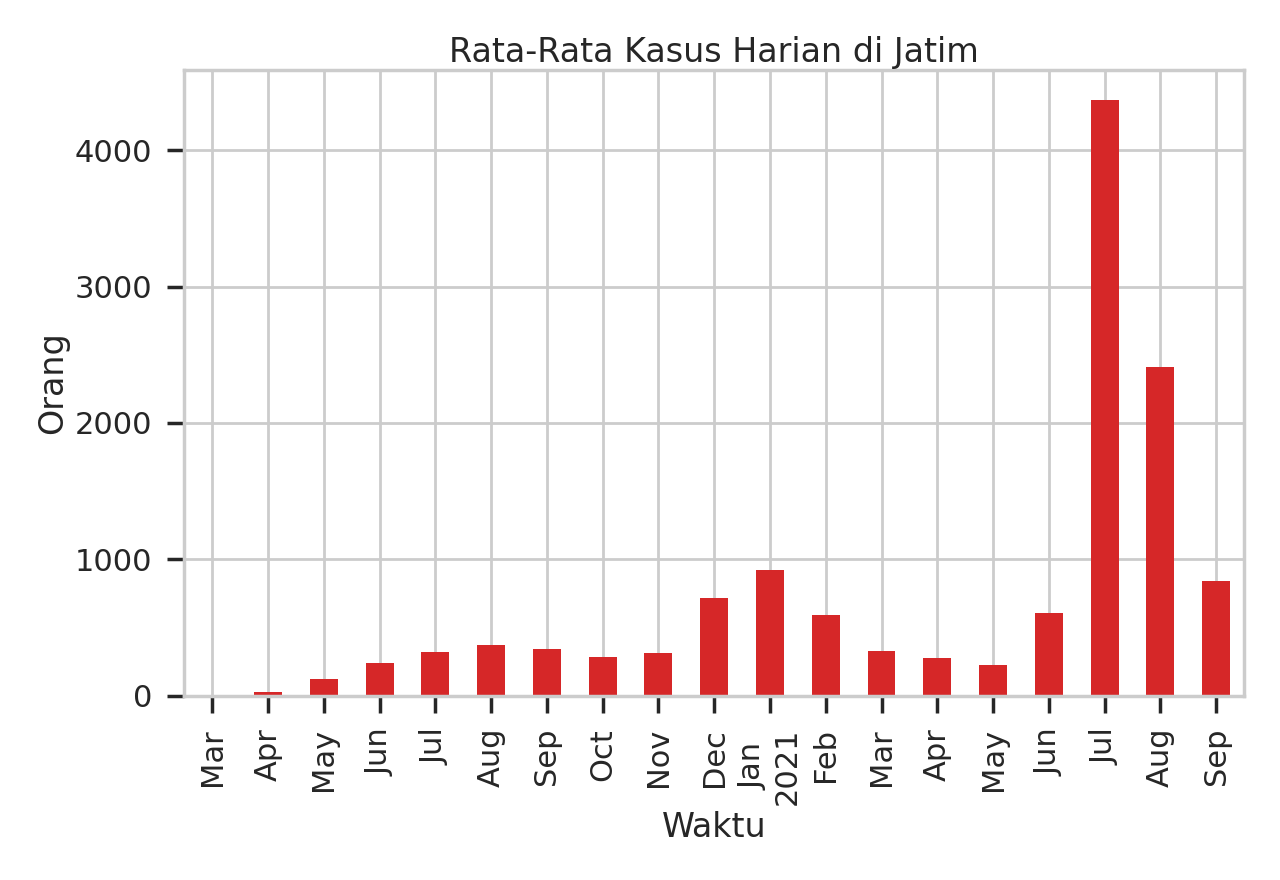 Rata-Rata Kasus Harian di Jatim
Orang
4000
3000
2000
1000
0
Mar
Apr
May
Jun
Jul
Aug
Sep
Oct
Nov
Dec
Jan
2021
Feb
Mar
Apr
May
Jun
Jul
Aug
Sep
Waktu